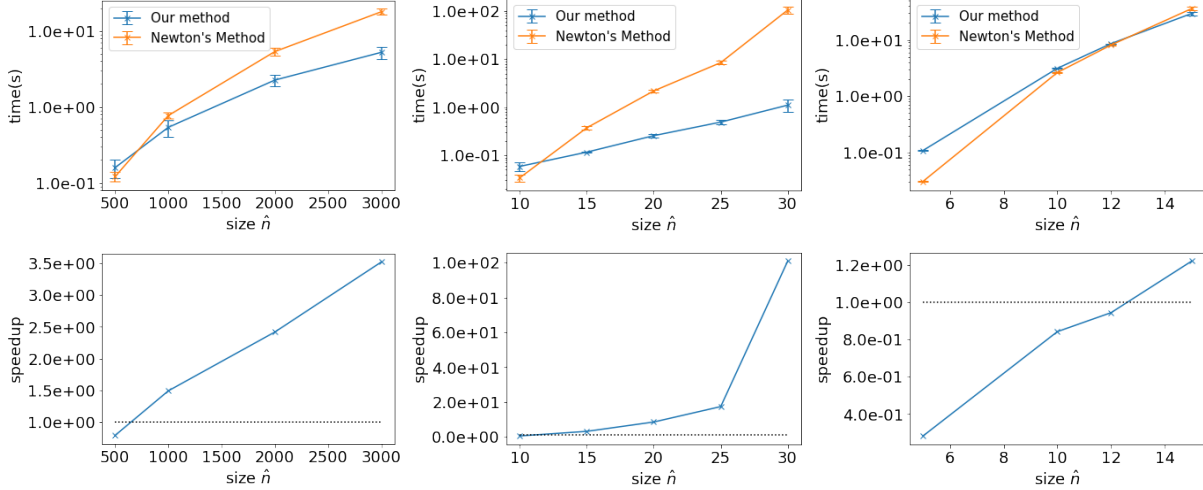 Our method
Newton's Method
1.0e+01
1.0e+00
1.0e-01
time(s)
500 1000 1500 2000 2500 3000
size n̂
Our method
Newton's Method
1.0e+02
1.0e+01
1.0e+00
1.0e-01
time(s)
10 15 20 25 30
size n̂
Our method
Newton's Method
1.0e+01
1.0e+00
1.0e-01
time(s)
6 8 10 12 14
size n̂
3.5e+00
3.0e+00
2.5e+00
2.0e+00
1.5e+00
1.0e+00
speedup
500 1000 1500 2000 2500 3000
size n̂
1.0e+02
8.0e+01
6.0e+01
4.0e+01
2.0e+01
0.0e+00
speedup
10 15 20 25 30
size n̂
1.2e+00
1.0e+00
8.0e-01
6.0e-01
4.0e-01
speedup
6 8 10 12 14
size n̂